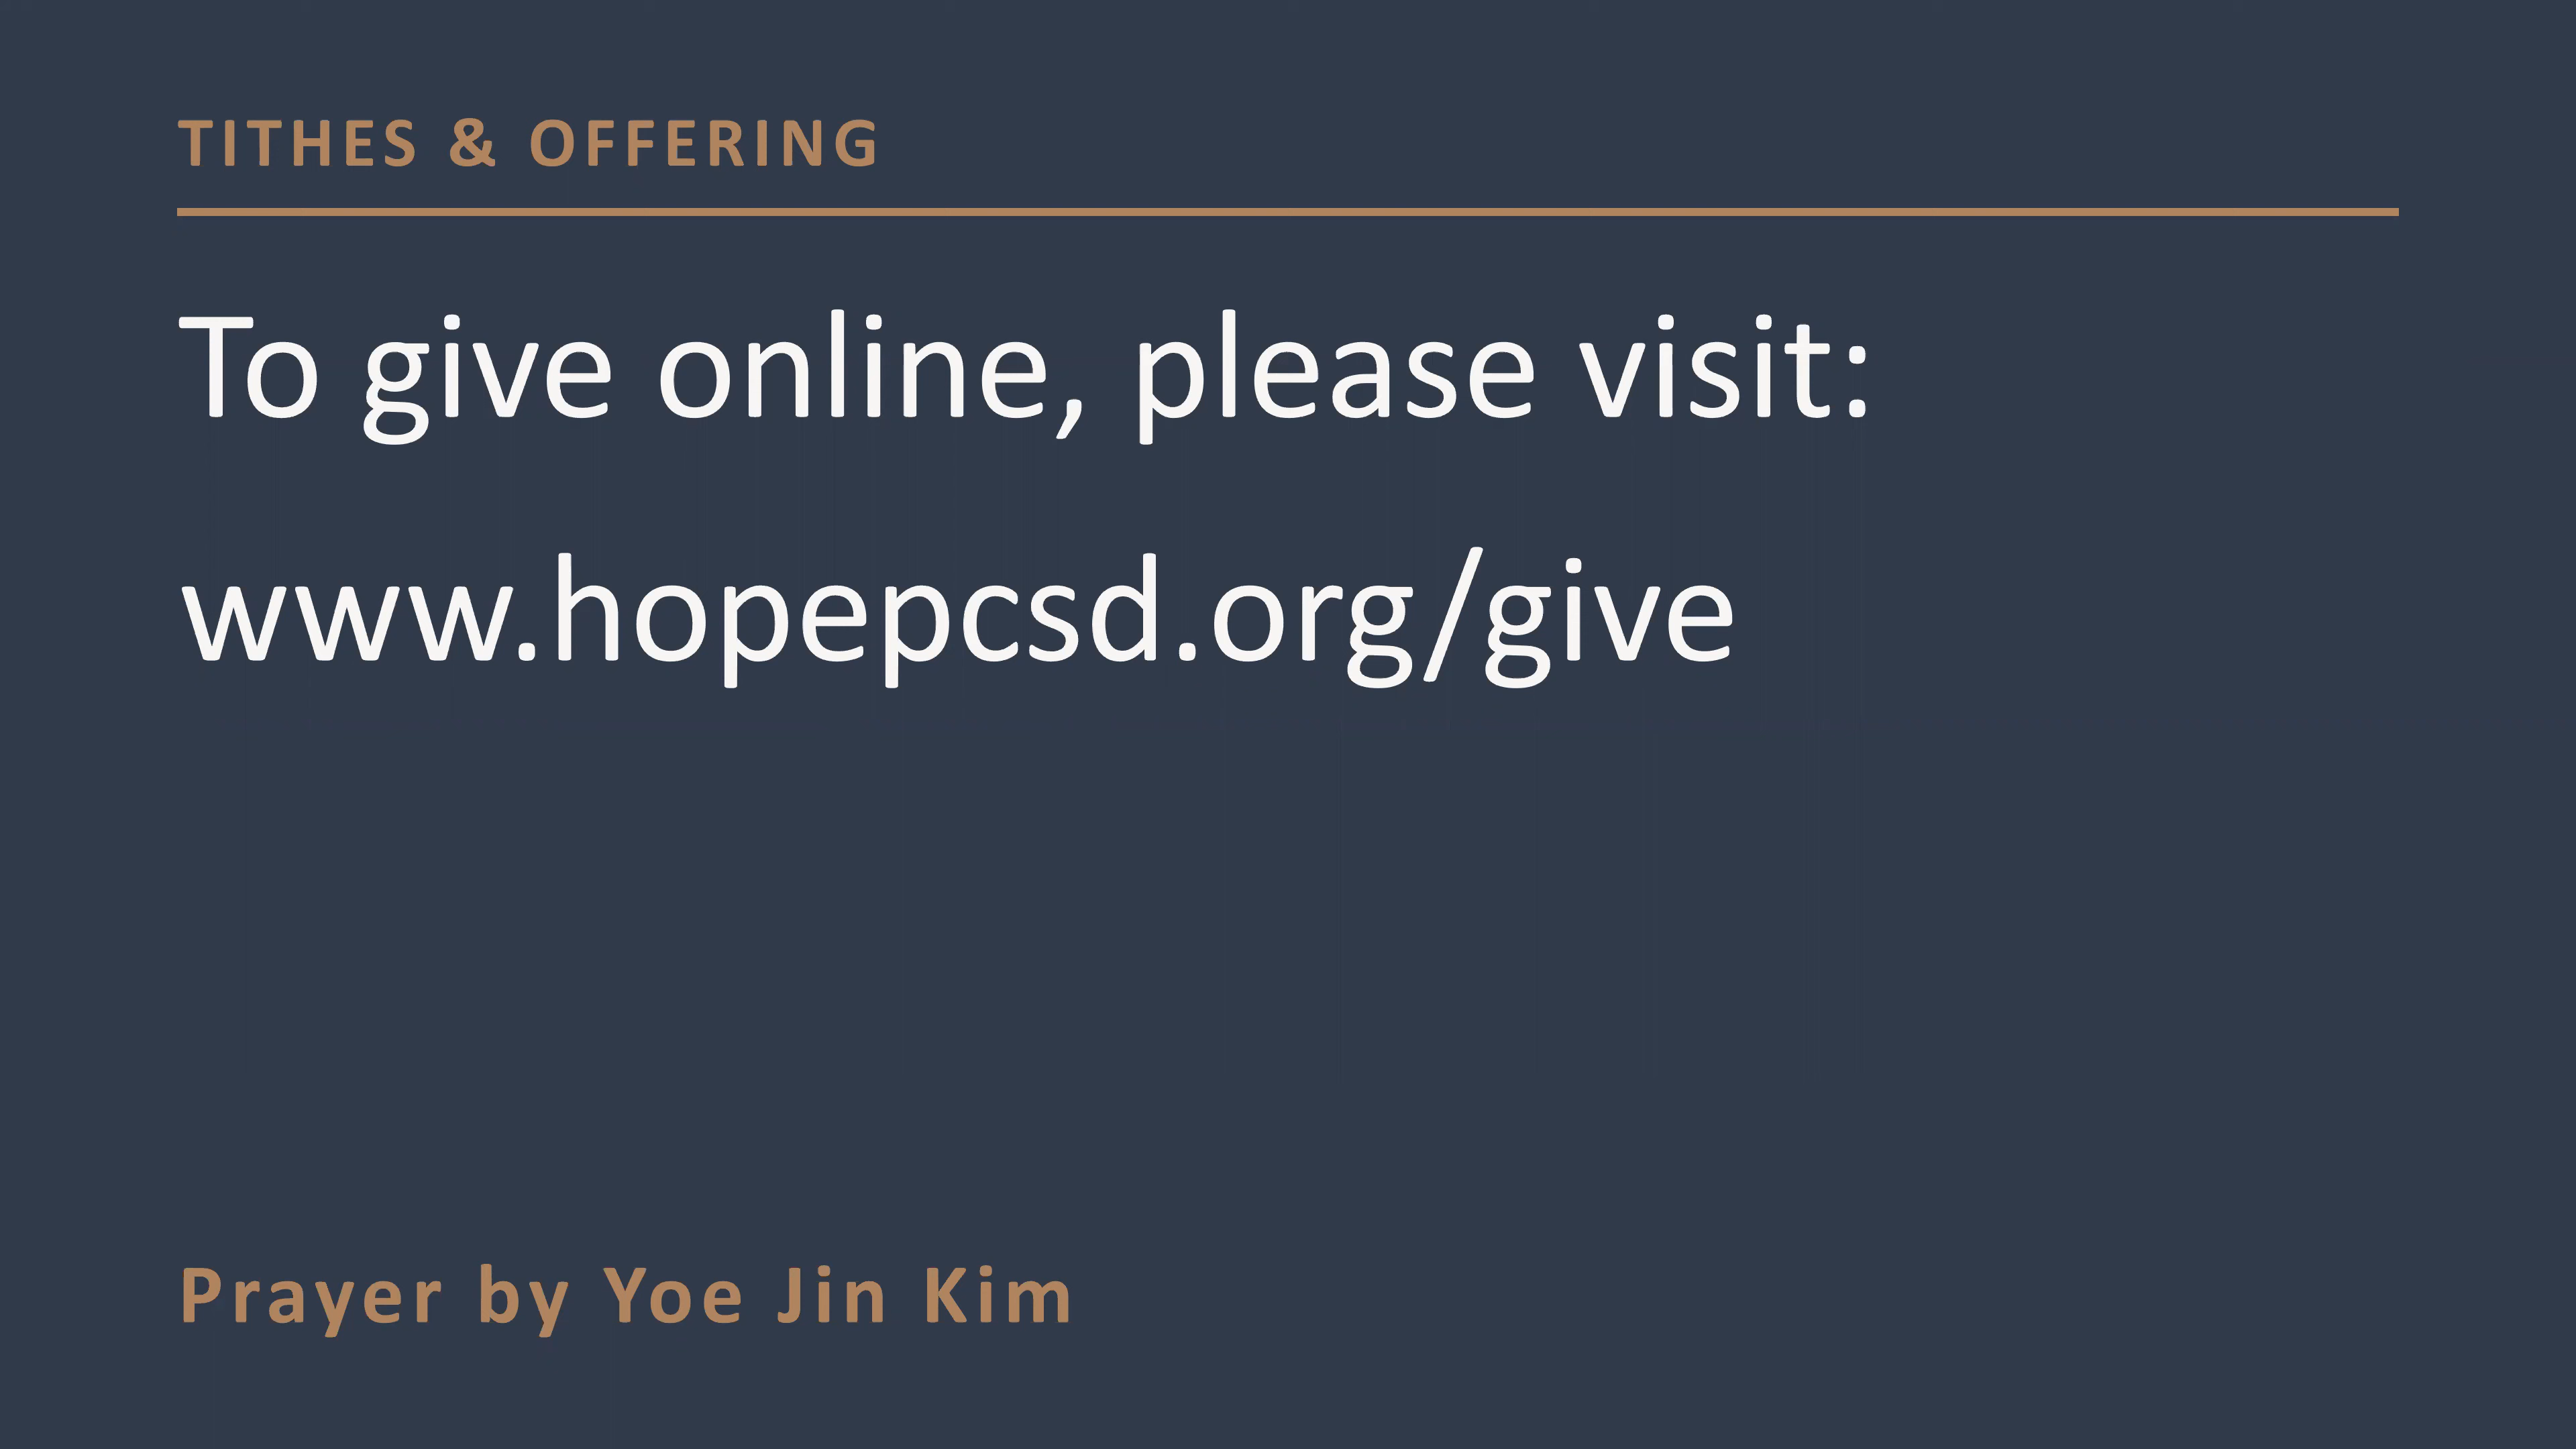 TITHES & OFFERING
To give online, please visit:
www.hopepcsd.org/give
Prayer by Yoe Jin Kim